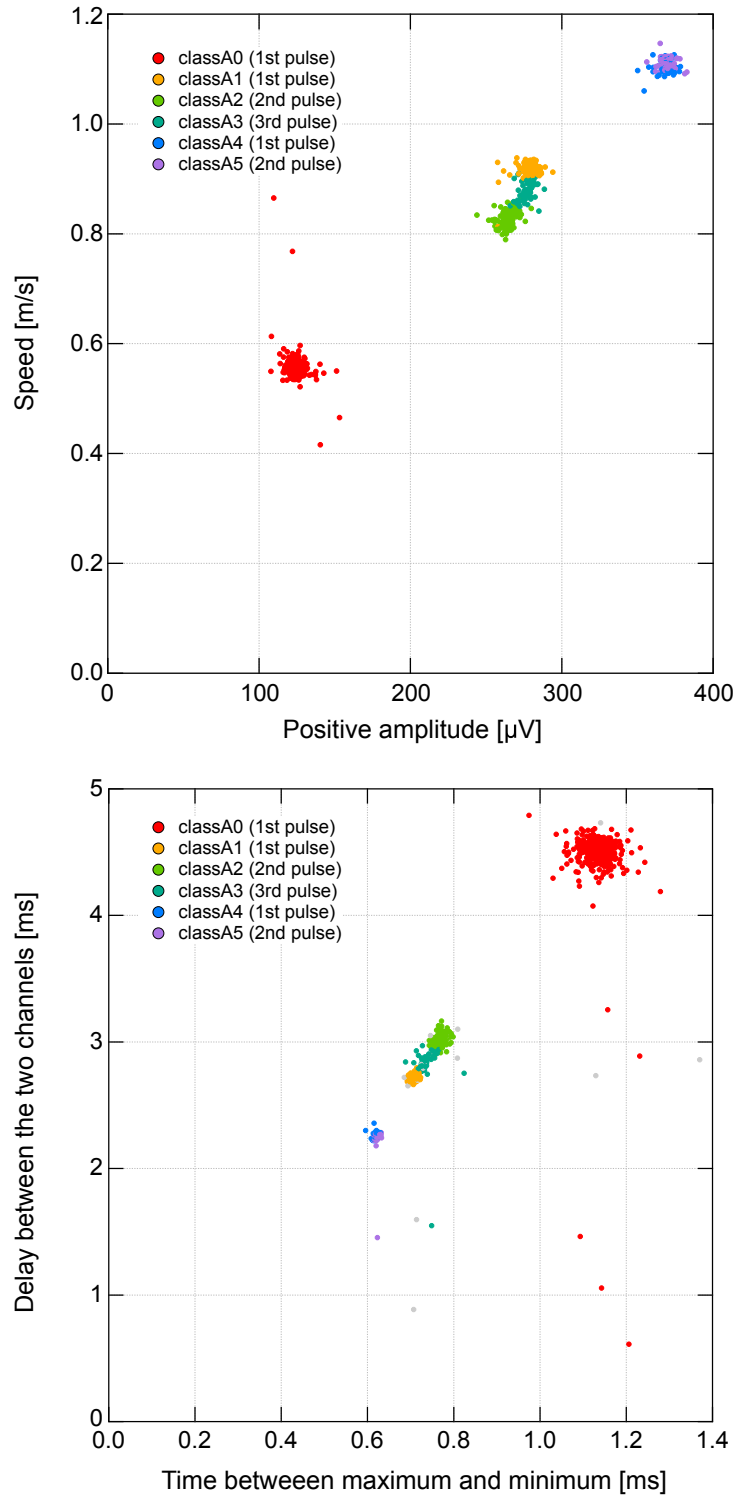 1.2
1.0
0.8
0.6
0.4
0.2
0.0
Speed [m/s]
classA0 (1st pulse)
classA1 (1st pulse)
classA2 (2nd pulse)
classA3 (3rd pulse)
classA4 (1st pulse)
classA5 (2nd pulse)
0 100 200 300 400
Positive amplitude [µV]
5
4
3
2
1
0
Delay between the two channels [ms]
classA0 (1st pulse)
classA1 (1st pulse)
classA2 (2nd pulse)
classA3 (3rd pulse)
classA4 (1st pulse)
classA5 (2nd pulse)
0.0 0.2 0.4 0.6 0.8 1.0 1.2 1.4
Time betweeen maximum and minimum [ms]